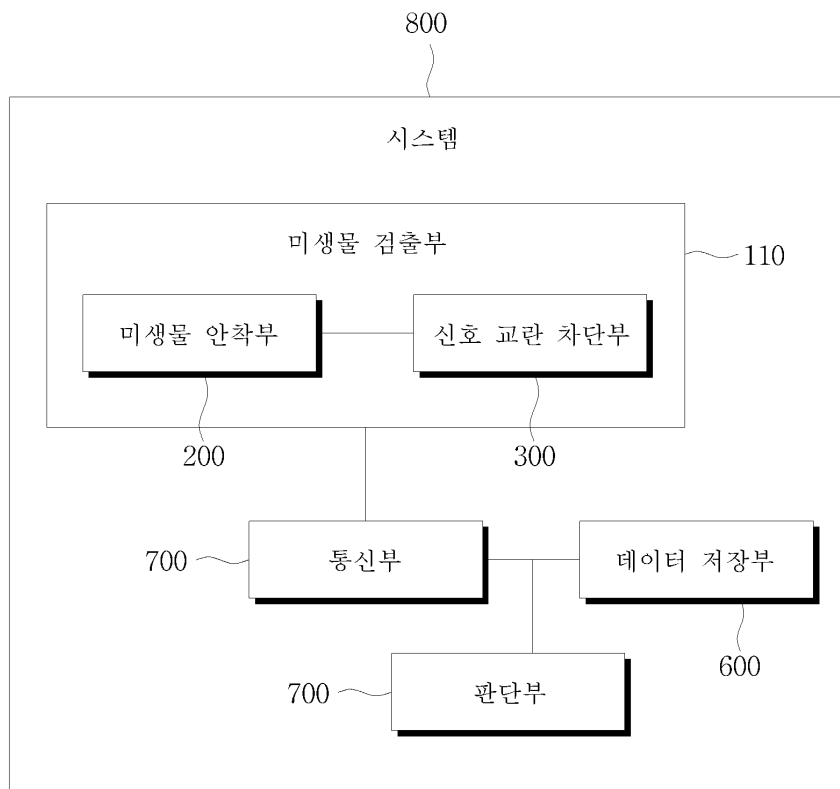 800
시스템
미생물 검출부
110
미생물 안착부
신호 교란 차단부
200
300
700
통신부
데이터 저장부
600
700
판단부